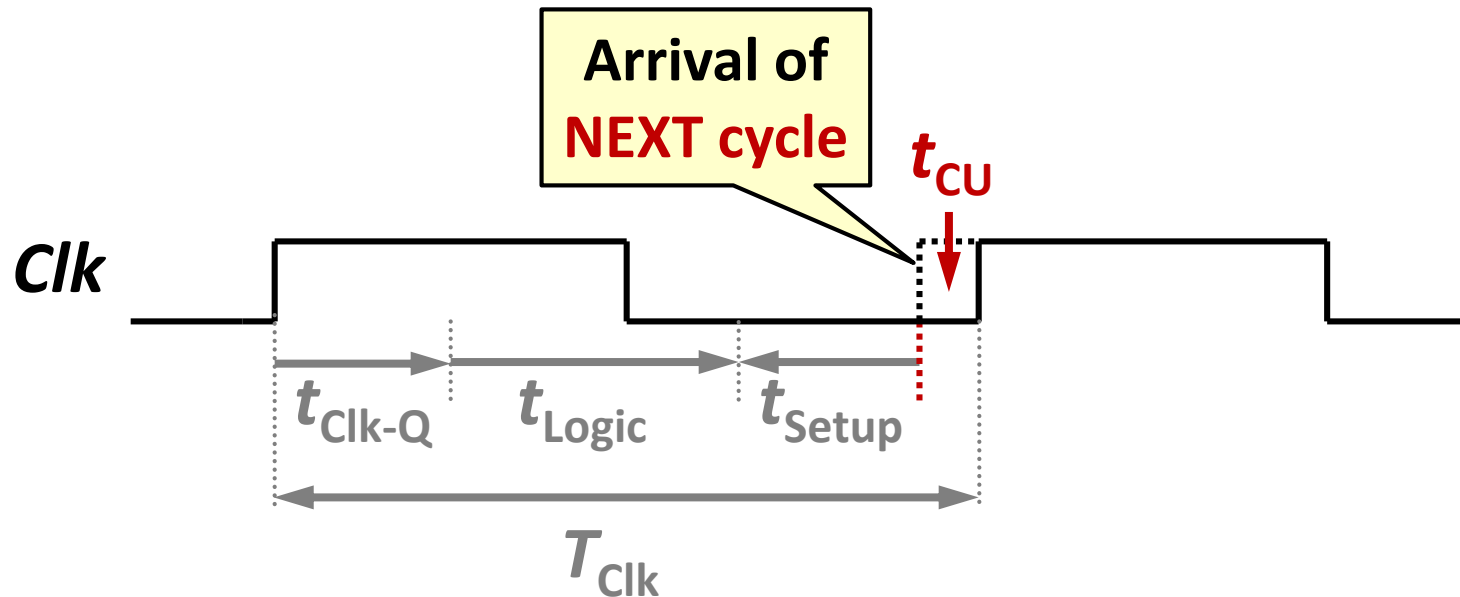 Arrival of
NEXT cycle
tCU
Clk
tClk-Q
tLogic
tSetup
TClk